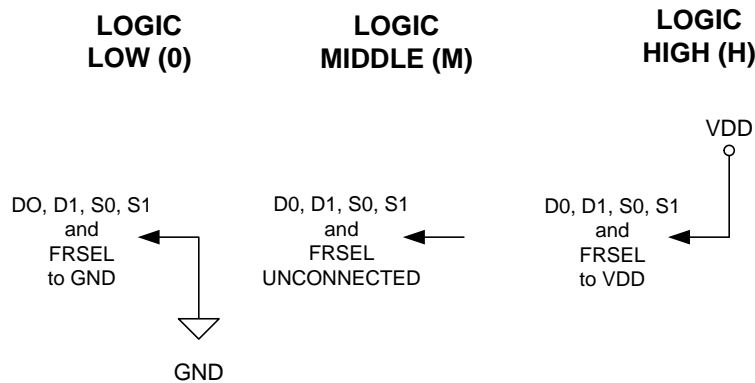 LOGIC
LOW (0)
LOGIC
MIDDLE (M)
LOGIC
HIGH (H)
VDD
DO, D1, S0, S1
and
FRSEL
to GND
D0, D1, S0, S1
and
FRSEL
UNCONNECTED
D0, D1, S0, S1
and
FRSEL
to VDD
GND